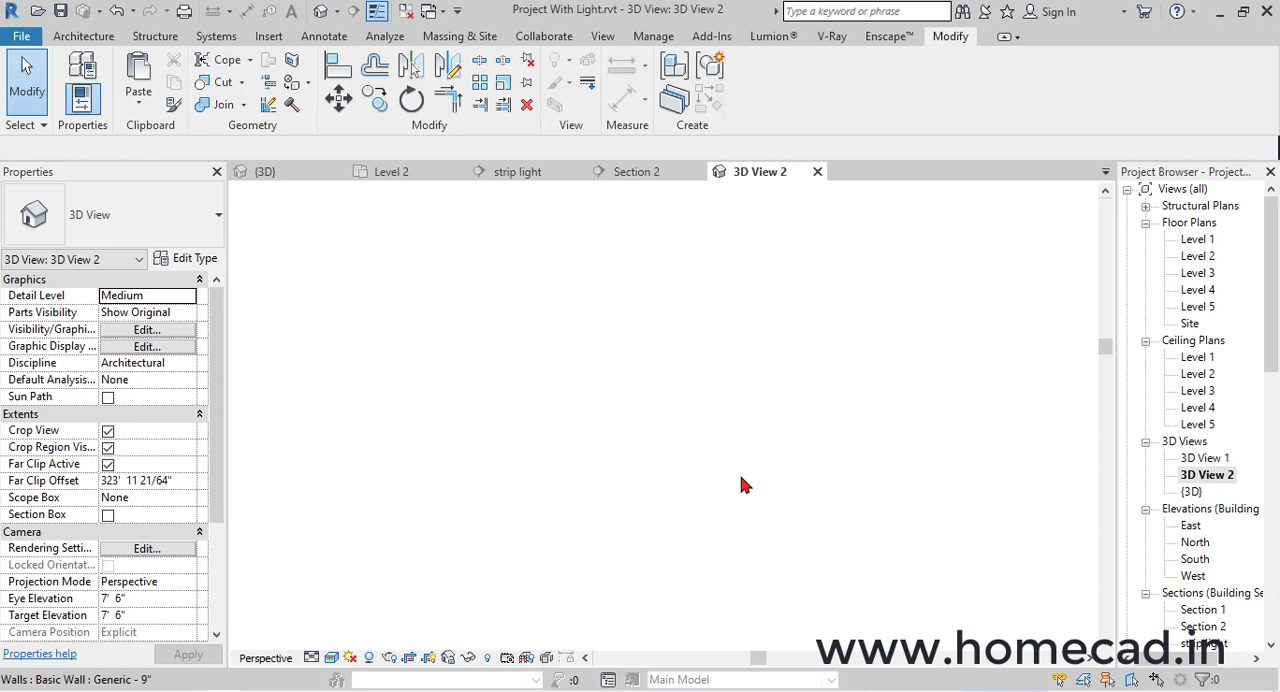 Project With Light.rvt - 3D View: 3D View 2
Type a keyword or phrase
Sign In
File Architecture Structure Systems Insert Annotate Analyze Massing & Site Collaborate View Manage Add-Ins Lumion® V-Ray Enscape™ Modify
Modify
Paste
Cope
Cut
Join
Select Properties Clipboard Geometry Modify View Measure Create
Properties
3D View
3D View: 3D View 2
Edit Type
Graphics
Detail Level Medium
Parts Visibility Show Original
Visibility/Graphi... Edit...
Graphic Display ... Edit...
Discipline Architectural
Default Analysis... None
Sun Path
Extents
Crop View
Crop Region Vis...
Far Clip Active
Far Clip Offset 323' 11 21/64"
Scope Box None
Section Box
Camera
Rendering Setti... Edit...
Locked Orientat...
Projection Mode Perspective
Eye Elevation 7' 6"
Target Elevation 7' 6"
Camera Position Explicit
Properties help
Apply
{3D} Level 2 strip light Section 2 3D View 2
Project Browser - Project...
Views (all)
Structural Plans
Floor Plans
Level 1
Level 2
Level 3
Level 4
Level 5
Site
Ceiling Plans
Level 1
Level 2
Level 3
Level 4
Level 5
3D Views
3D View 1
3D View 2
{3D}
Elevations (Building
East
North
South
West
Sections (Building Se
Section 1
Section 2
strip light
Perspective
www.homecad.in
Walls : Basic Wall : Generic - 9"
:0
Main Model
:0